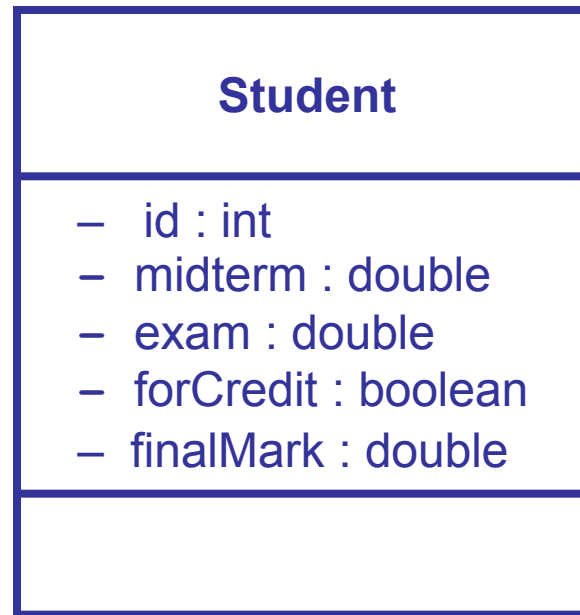 Student
– id : int
– midterm : double
– exam : double
– forCredit : boolean
– finalMark : double